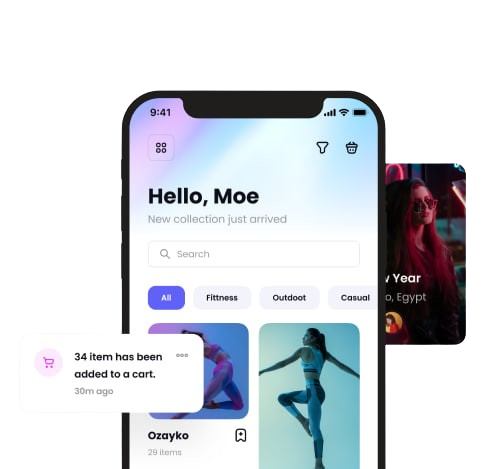 9:41
Hello, Moe
New collection just arrived
Search
All
Fittness
Outdoot
Casual
Year
Egypt
34 item has been
added to a cart.
30m ago
Ozayko
29 items